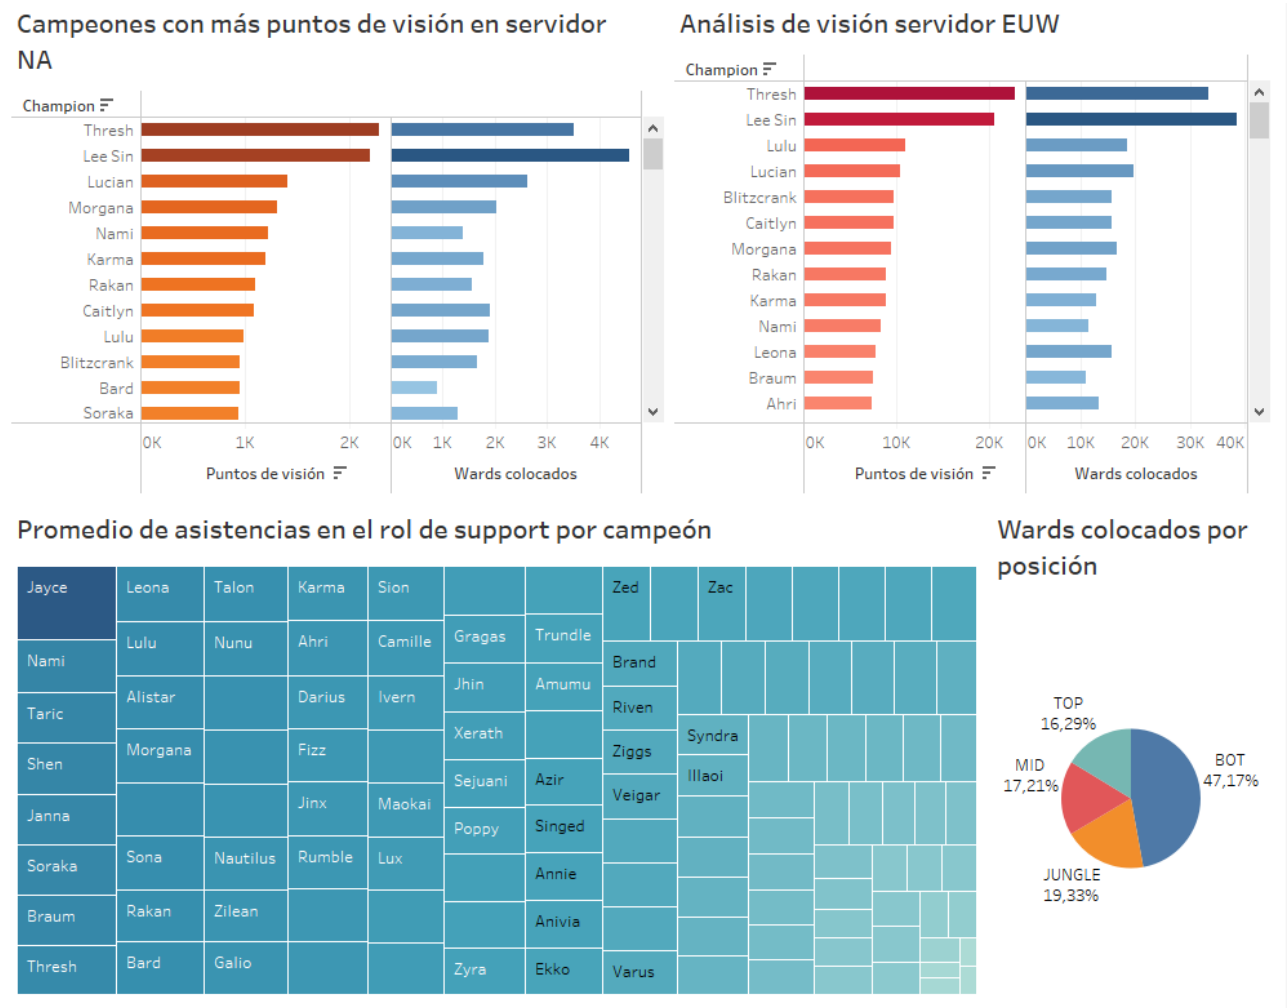 Campeones con más puntos de visión en servidor
NA
Champion
Thresh
Lee Sin
Lucian
Morgana
Nami
Karma
Rakan
Caitlyn
Lulu
Blitzcrank
Bard
Soraka
0K 1K 2K 0K 1K 2K 3K 4K
Puntos de visión Wards colocados
Análisis de visión servidor EUW
Champion
Thresh
Lee Sin
Lulu
Lucian
Blitzcrank
Caitlyn
Morgana
Rakan
Karma
Nami
Leona
Braum
Ahri
0K 10K 20K 0K 10K 20K 30K 40K
Puntos de visión Wards colocados
Promedio de asistencias en el rol de support por campeón
Jayce
Nami
Taric
Shen
Janna
Soraka
Braum
Thresh
Leona
Lulu
Alistar
Morgana
Sona
Rakan
Bard
Talon
Nunu
Nautilus
Zilean
Galio
Karma
Ahri
Darius
Fizz
Jinx
Rumble
Sion
Camille
Ivern
Maokai
Lux
Gragas
Jhin
Xerath
Sejuani
Poppy
Zyra
Trundle
Amumu
Azir
Singed
Annie
Anivia
Ekko
Zed
Brand
Riven
Ziggs
Veigar
Varus
Zac
Syndra
Illaoi
Wards colocados por
posición
TOP
16,29%
MID
17,21%
BOT
47,17%
JUNGLE
19,33%